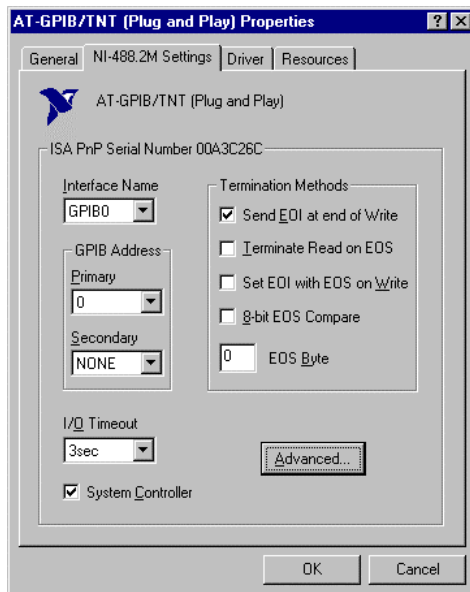 AT-GPIB/TNT (Plug and Play) Properties
General NI-488.2M Settings Driver Resources
AT-GPIB/TNT (Plug and Play)
ISA PnP Serial Number 00A3C26C
Interface Name
GPIB0
GPIB Address
Primary
0
Secondary
NONE
I/O Timeout
3sec
System Controller
Termination Methods
Send EOI at end of Write
Terminate Read on EOS
Set EOI with EOS on Write
8-bit EOS Compare
0 EOS Byte
Advanced...
OK Cancel